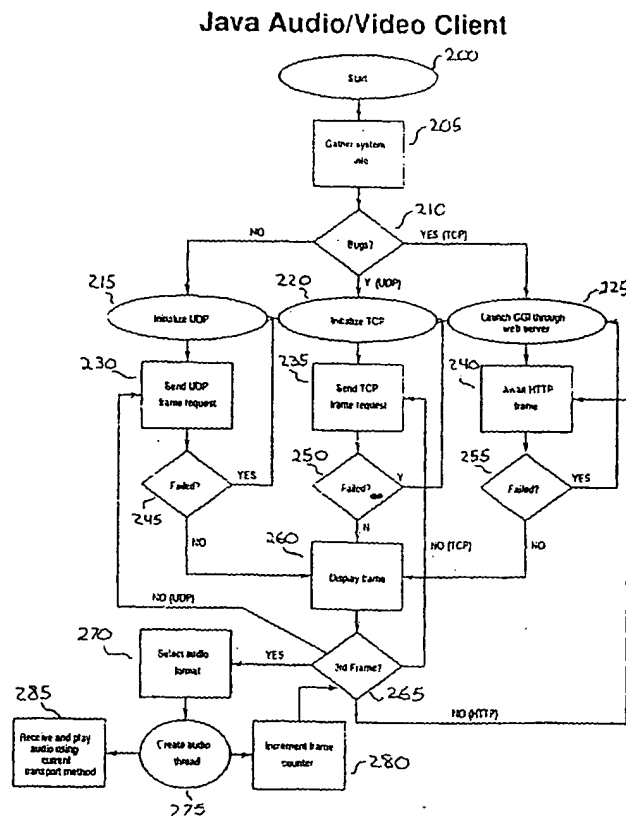 Java Audio/Video Client
200
Start
205
Gather system
info
210
Bugs?
NO
YES (TCP)
Y (UDP)
215
220
225
Initialize UDP
Initialize TCP
Launch CGI through
web server
230
235
240
Send UDP
frame request
Send TCP
frame request
Await HTTP
frame
250
255
Failed?
YES
Failed?
Y
Failed?
YES
245
260
N
NO
NO (TCP)
NO
Display frame
NO (UDP)
270
Select audio
format
YES
3rd Frame?
265
285
NO (HTTP)
Receive and play
audio using
current
transport method
Create audio
thread
Increment frame
counter
280
275